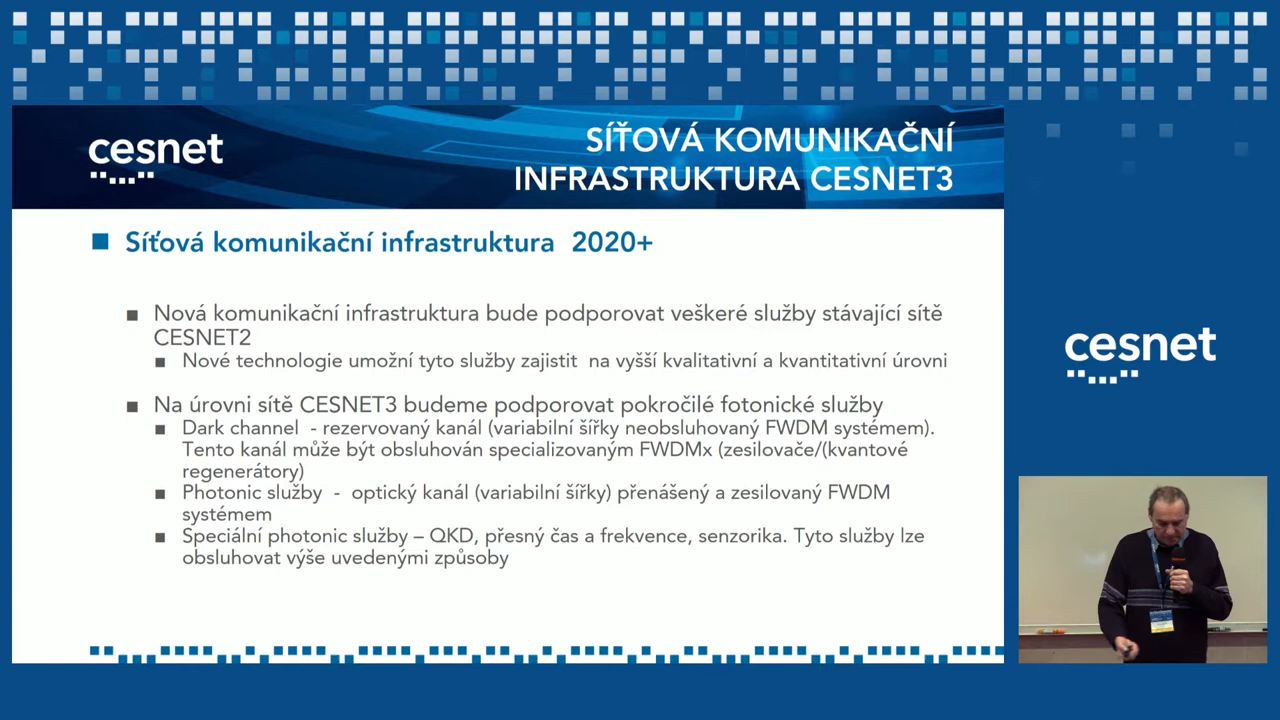 cesnet
SÍŤOVÁ KOMUNIKAČNÍ
INFRASTRUKTURA CESNET3
Síťová komunikační infrastruktura 2020+
Nová komunikační infrastruktura bude podporovat veškeré služby stávající sítě
CESNET2
Nové technologie umožní tyto služby zajistit na vyšší kvalitativní a kvantitativní úrovni
Na úrovni sítě CESNET3 budeme podporovat pokročilé fotonické služby
Dark channel - rezervovaný kanál (variabilní šířky neobsluhovaný FWDM systémem).
Tento kanál může být obsluhován specializovaným FWDMx (zesilovače/(kvantové
regenerátory)
Photonic služby - optický kanál (variabilní šířky) přenášený a zesilovaný FWDM
systémem
Speciální photonic služby – QKD, přesný čas a frekvence, senzorika. Tyto služby lze
obsluhovat výše uvedenými způsoby
cesnet